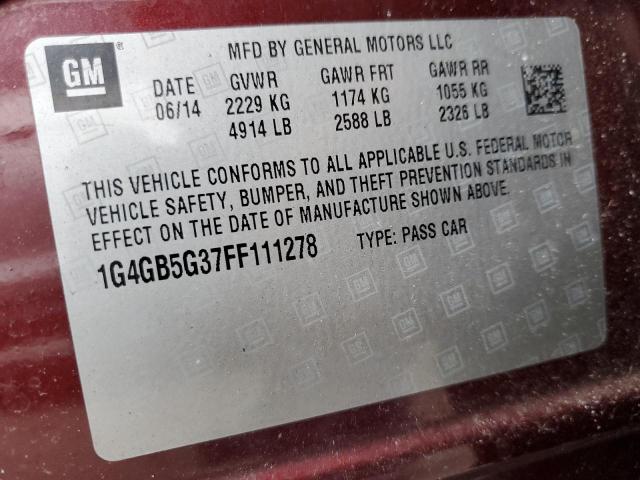 GM
MFD BY GENERAL MOTORS LLC
DATE GVWR GAWR FRT GAWR RR
06/14 2229 KG 1174 KG 1055 KG
4914 LB 2588 LB 2326 LB
THIS VEHICLE CONFORMS TO ALL APPLICABLE U.S. FEDERAL MOTOR
VEHICLE SAFETY, BUMPER, AND THEFT PREVENTION STANDARDS IN
EFFECT ON THE DATE OF MANUFACTURE SHOWN ABOVE.
1G4GB5G37FF111278 TYPE: PASS CAR